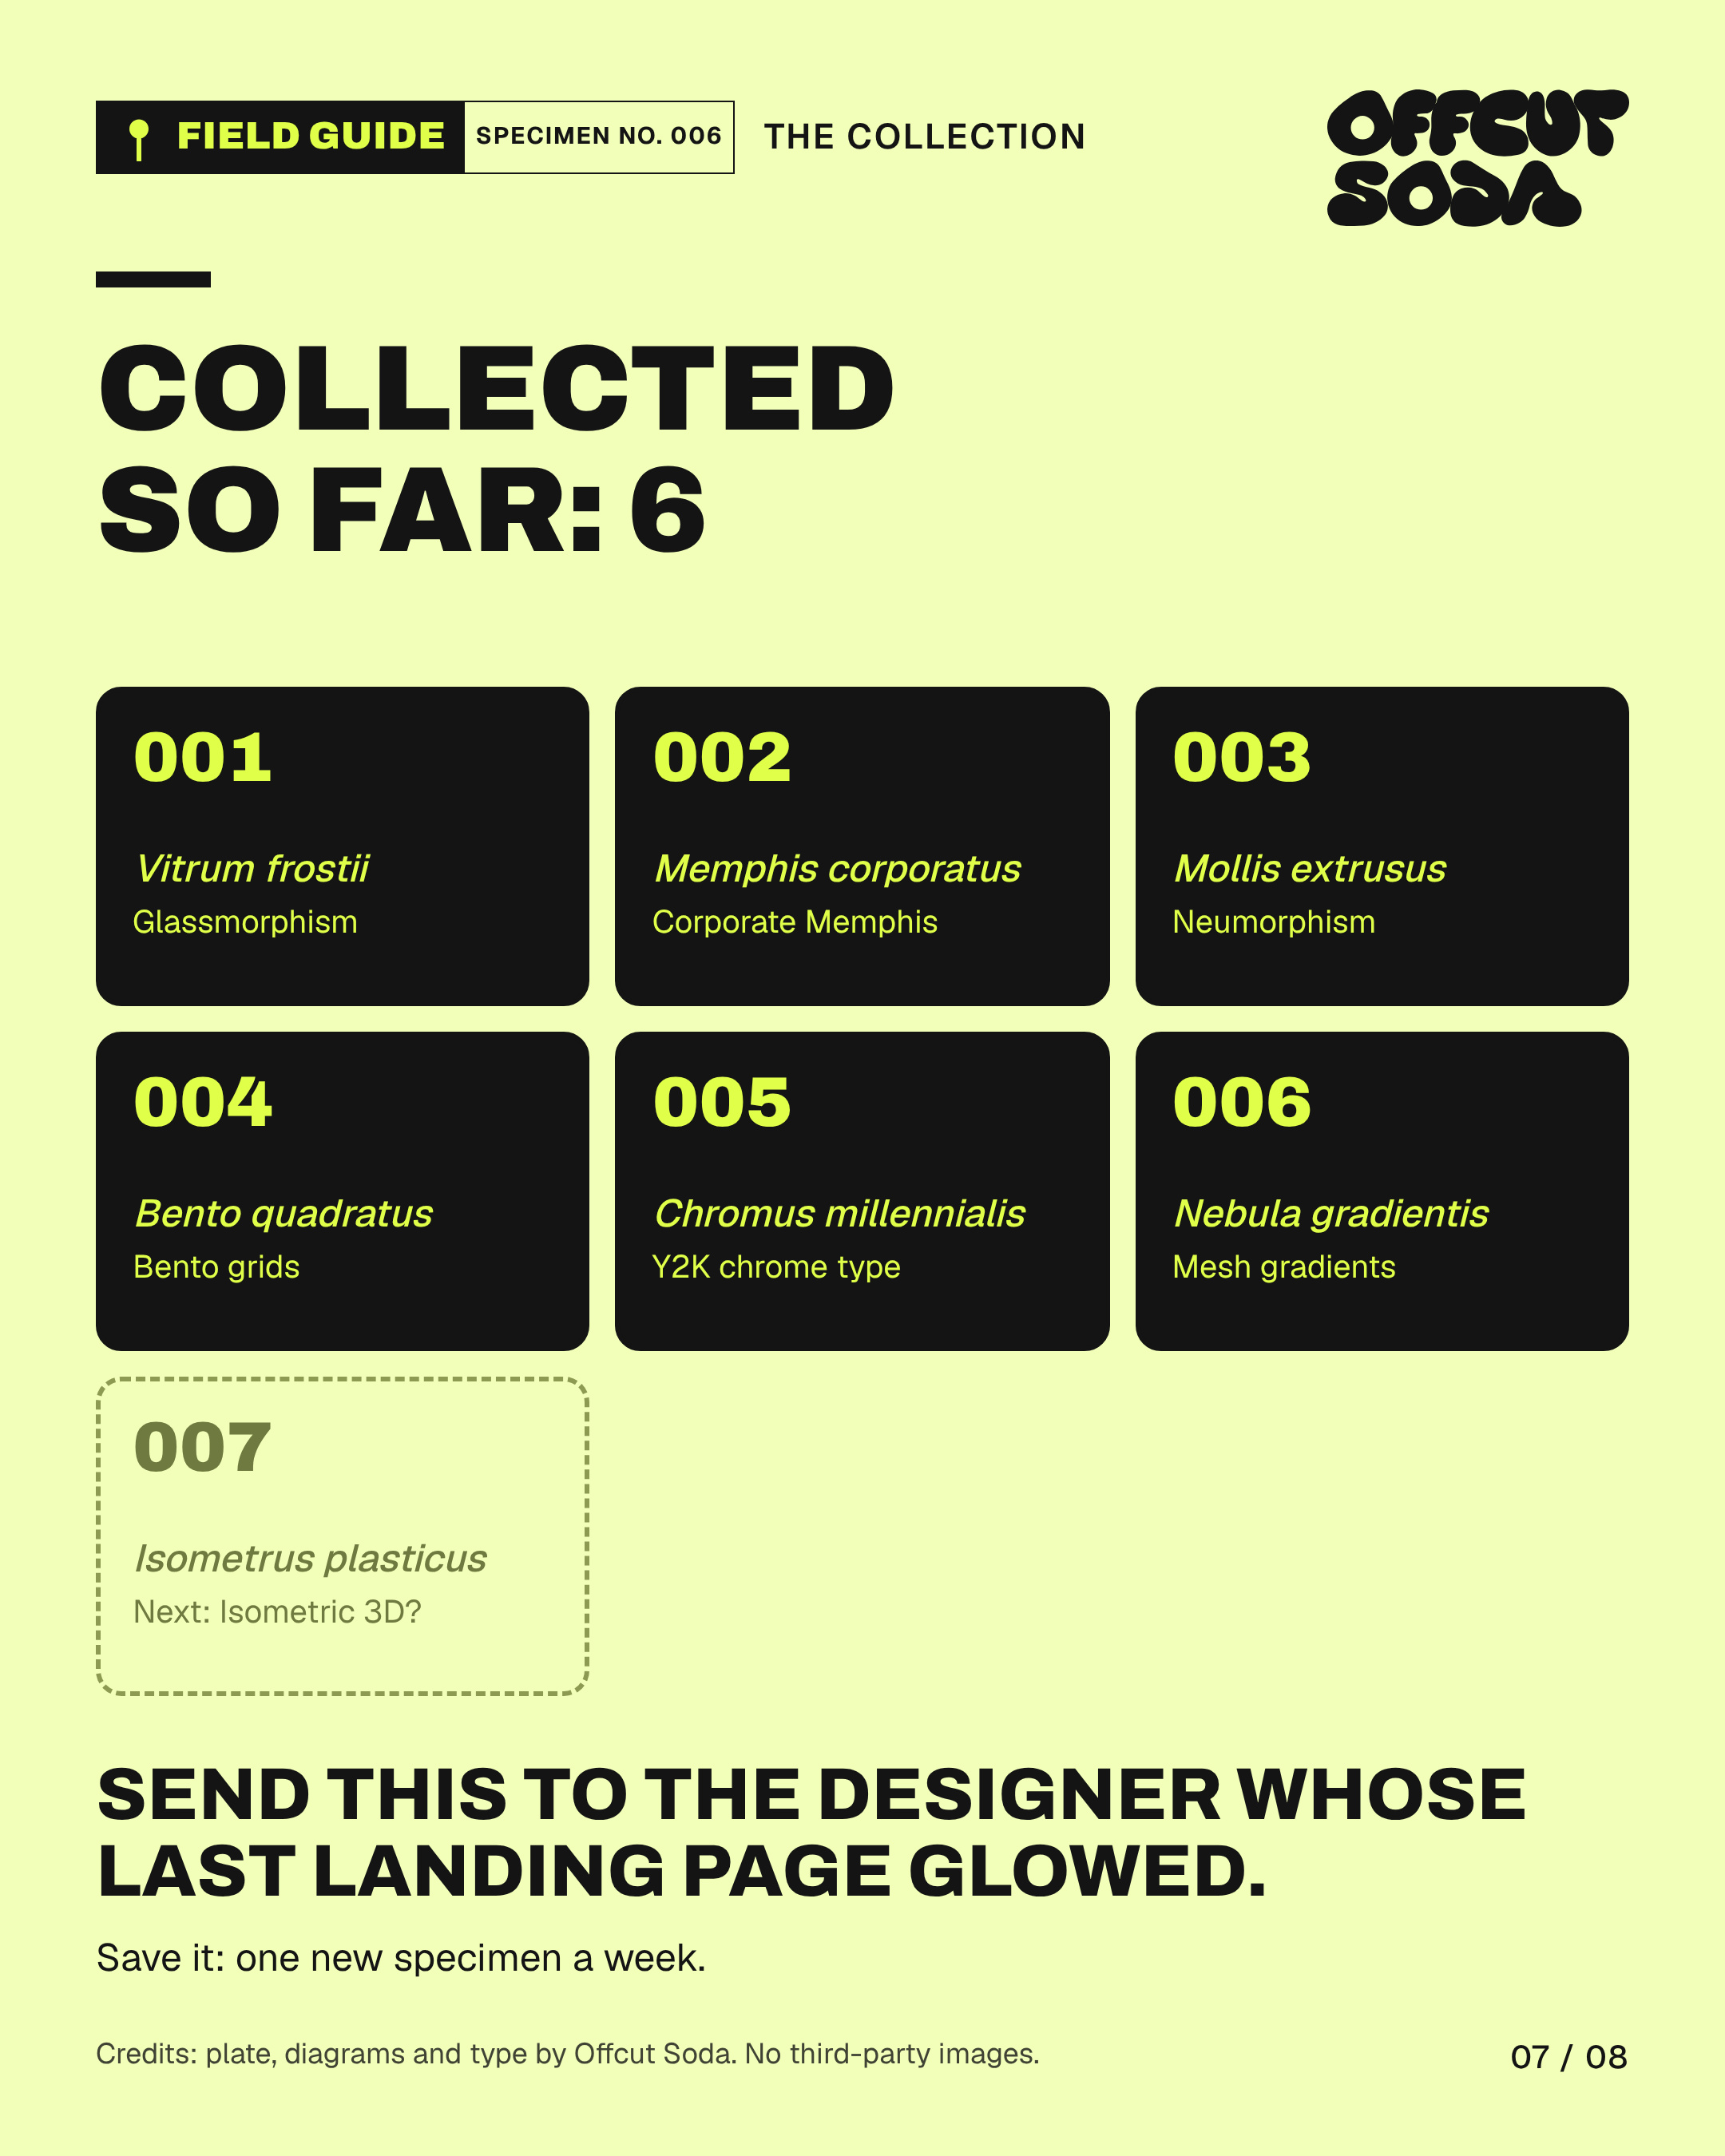 FIELD GUIDE
SPECIMEN NO. 006
THE COLLECTION
OFFCUT
SODA
COLLECTED
SO FAR: 6
001
Vitrum frostii
Glassmorphism
002
Memphis corporatus
Corporate Memphis
003
Mollis extrusus
Neumorphism
004
Bento quadratus
Bento grids
005
Chromus millennialis
Y2K chrome type
006
Nebula gradientis
Mesh gradients
007
Isometrus plasticus
Next: Isometric 3D?
SEND THIS TO THE DESIGNER WHOSE
LAST LANDING PAGE GLOWED.
Save it: one new specimen a week.
Credits: plate, diagrams and type by Offcut Soda. No third-party images.
07 / 08